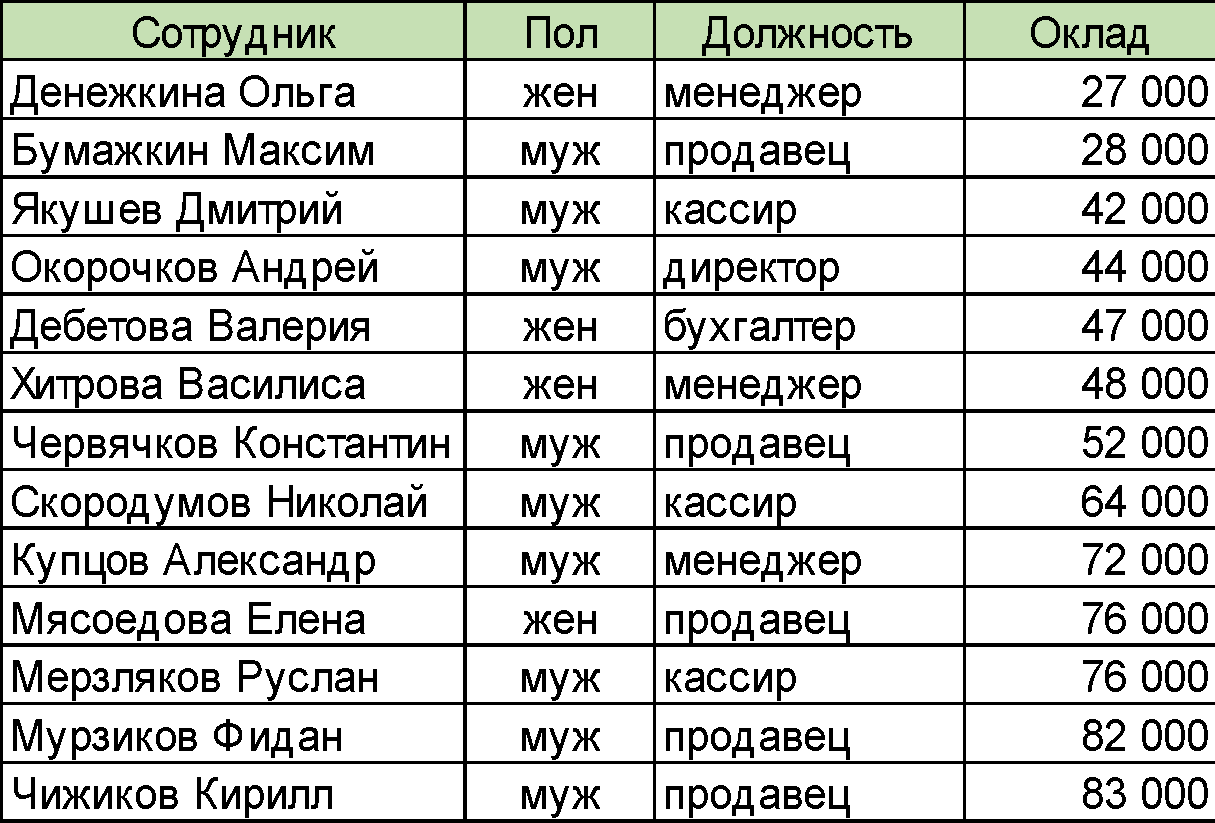 Сотрудник Пол Должность Оклад
Денежкина Ольга жен менеджер 27 000
Бумажкин Максим муж продавец 28 000
Якушев Дмитрий муж кассир 42 000
Окорочков Андрей муж директор 44 000
Дебетова Валерия жен бухгалтер 47 000
Хитрова Василиса жен менеджер 48 000
Червячков Константин муж продавец 52 000
Скородумов Николай муж кассир 64 000
Купцов Александр муж менеджер 72 000
Мясоедова Елена жен продавец 76 000
Мерзляков Руслан муж кассир 76 000
Мурзиков Фидан муж продавец 82 000
Чижиков Кирилл муж продавец 83 000